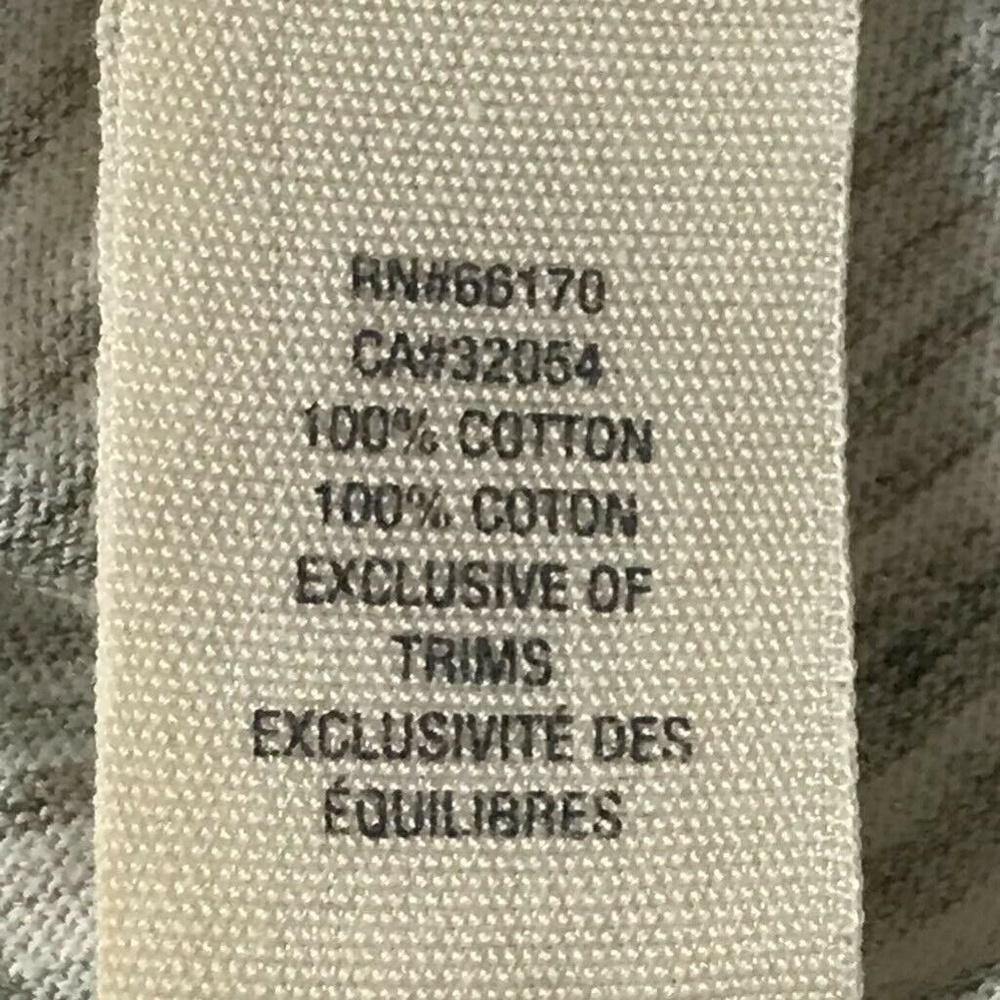 RN#66170
CA#32054
100% COTTON
100% COTON
EXCLUSIVE OF
TRIMS
EXCLUSIVITÉ DES
ÉQUILIBRES